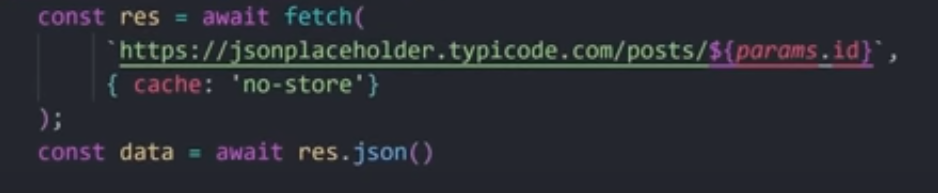 const res = await fetch(
`https://jsonplaceholder.typicode.com/posts/${params.id}`,
{ cache: 'no-store'}
);
const data = await res.json()